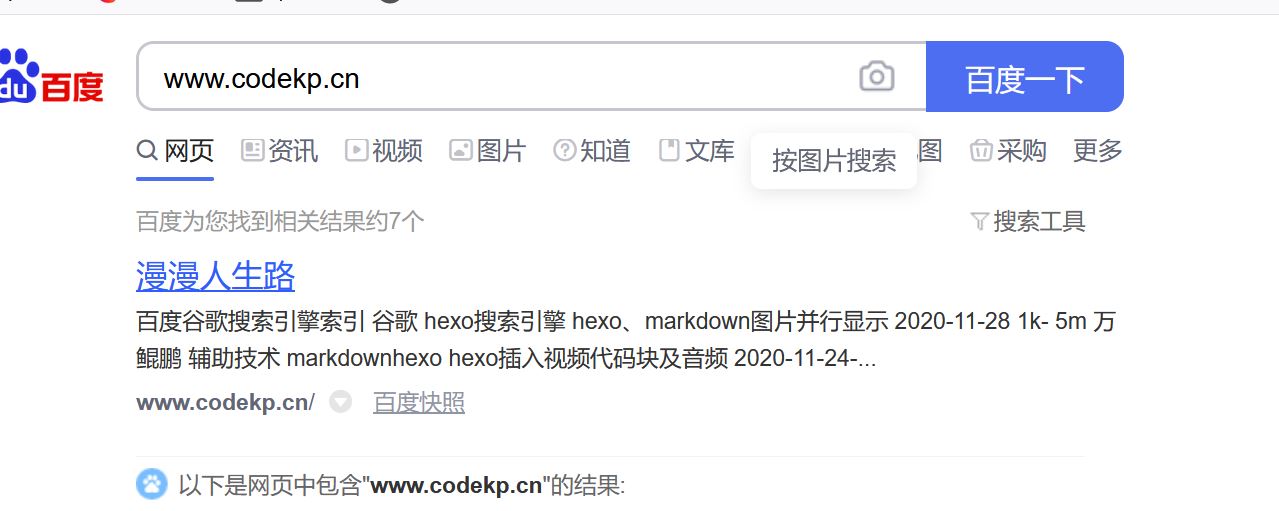 du百度
www.codekp.cn
百度一下
网页 资讯 视频 图片 知道 文库 图 采购 更多
按图片搜索
百度为您找到相关结果约7个
搜索工具
漫漫人生路
百度谷歌搜索引擎索引 谷歌 hexo搜索引擎 hexo、markdown图片并行显示 2020-11-28 1k- 5m 万
鲲鹏 辅助技术 markdownhexo hexo插入视频代码块及音频 2020-11-24-...
www.codekp.cn/ 百度快照
以下是网页中包含"www.codekp.cn"的结果: